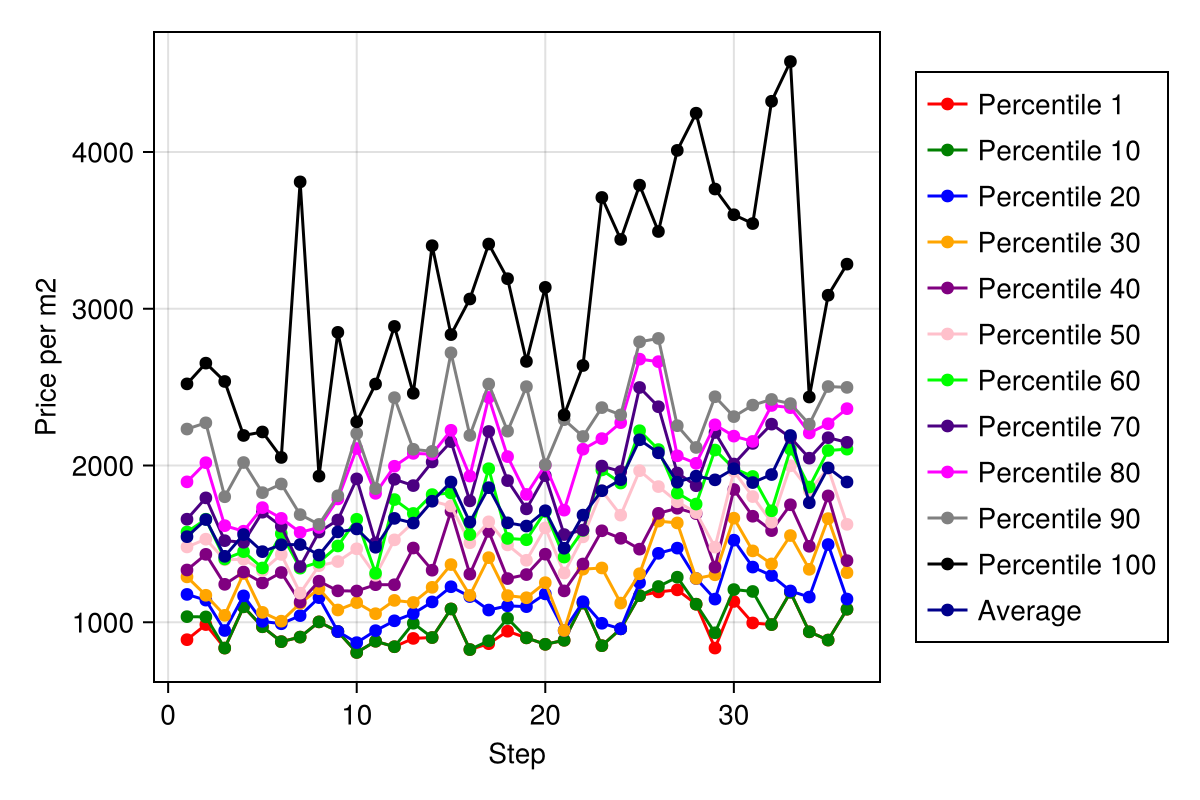 Price per m2
4000
3000
2000
1000
0
10
20
30
Step
Percentile 1
Percentile 10
Percentile 20
Percentile 30
Percentile 40
Percentile 50
Percentile 60
Percentile 70
Percentile 80
Percentile 90
Percentile 100
Average